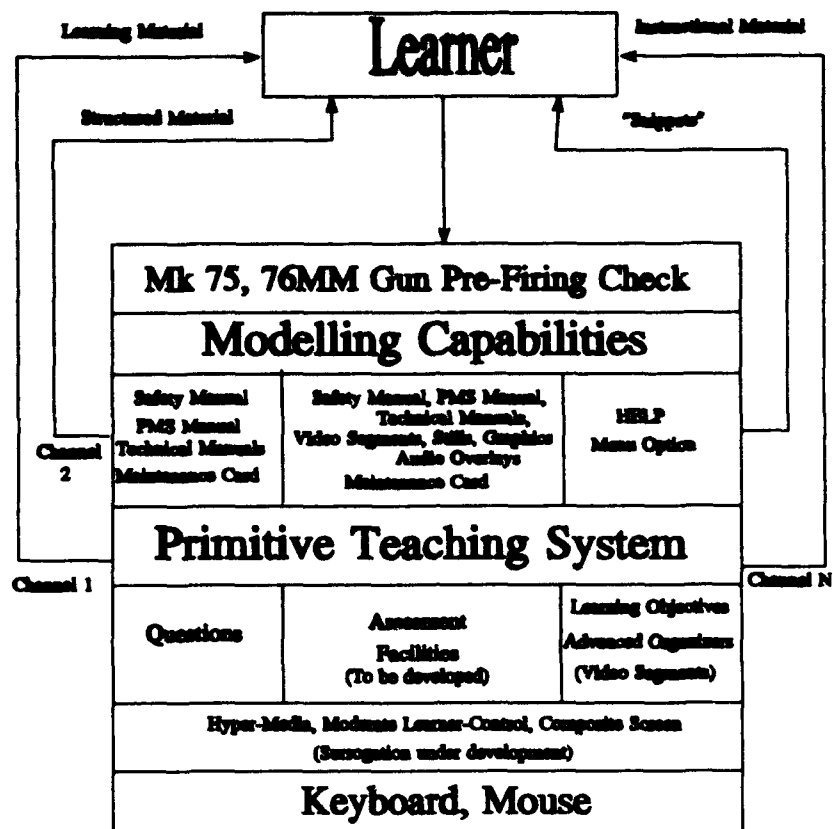 Learning Material
Instructional Material
Learner
Structured Material
"Snippets"
Mk 75, 76MM Gun Pre-Firing Check
Modelling Capabilities
Safety Manual
PMS Manual
Technical Manuals
Maintenance Card
Safety Manual, PMS Manual,
Technical Manuals,
Video Segments, Stills, Graphics
Audio Overlays
Maintenance Card
HELP
Menu Option
Channel
2
Primitive Teaching System
Channel 1
Channel N
Questions
Assessment
Facilities
(To be developed)
Learning Objectives
Advanced Organizers
(Video Segments)
Hyper-Media, Moderate Learner-Control, Composite Screen
(Surrogation under development)
Keyboard, Mouse